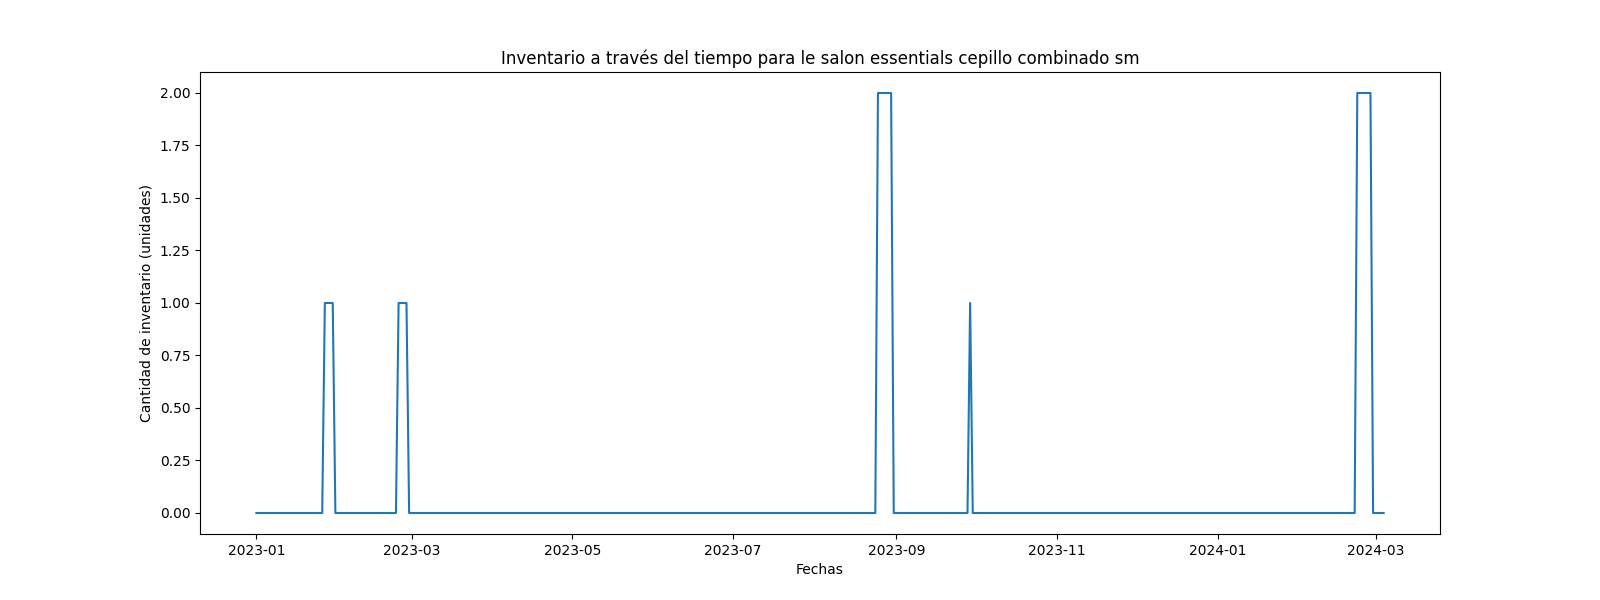 Inventario a través del tiempo para le salon essentials cepillo combinado sm
Cantidad de inventario (unidades)
2.00
1.75
1.50
1.25
1.00
0.75
0.50
0.25
0.00
2023-01 2023-03 2023-05 2023-07 2023-09 2023-11 2024-01 2024-03
Fechas